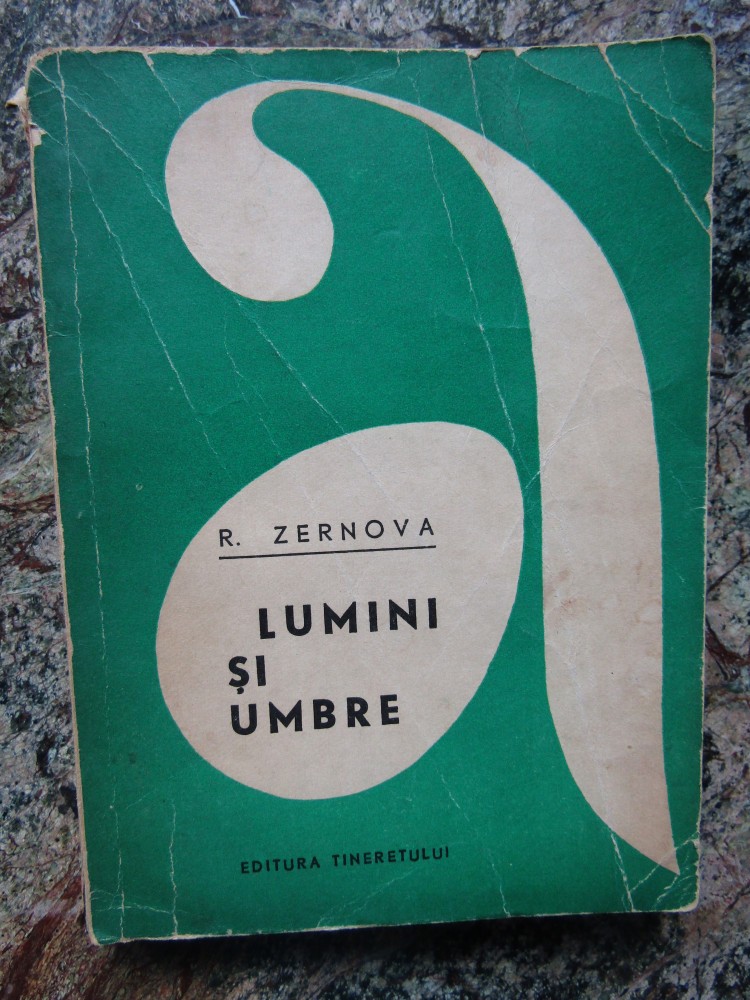 R. ZERNOVA
LUMINI
ȘI
UMBRE
EDITURA TINERETULUI